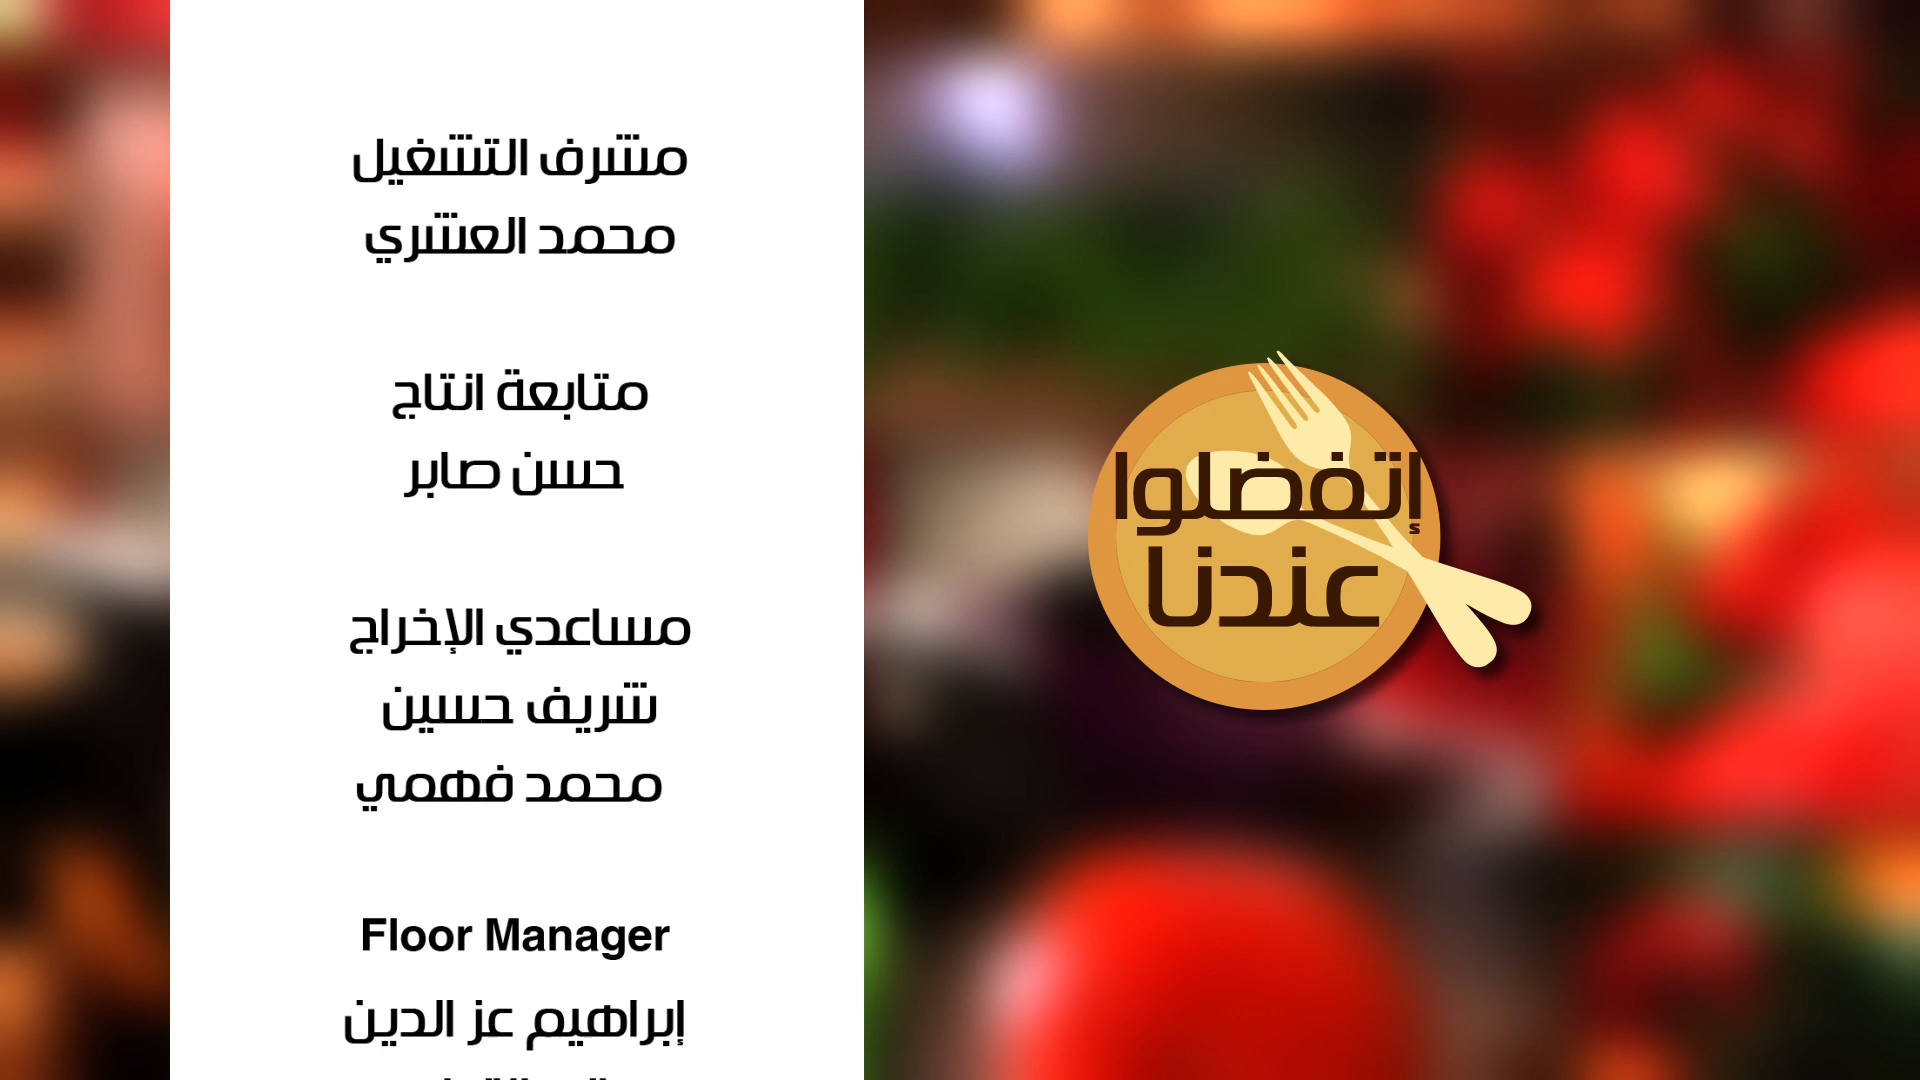 مشرف التشغيل
محمد العشري
متابعة انتاج
حسن صابر
مساعدي الإخراج
شريف حسين
محمد فهمي
Floor Manager
إبراهيم عز الدين
إتفضلوا
عندنا